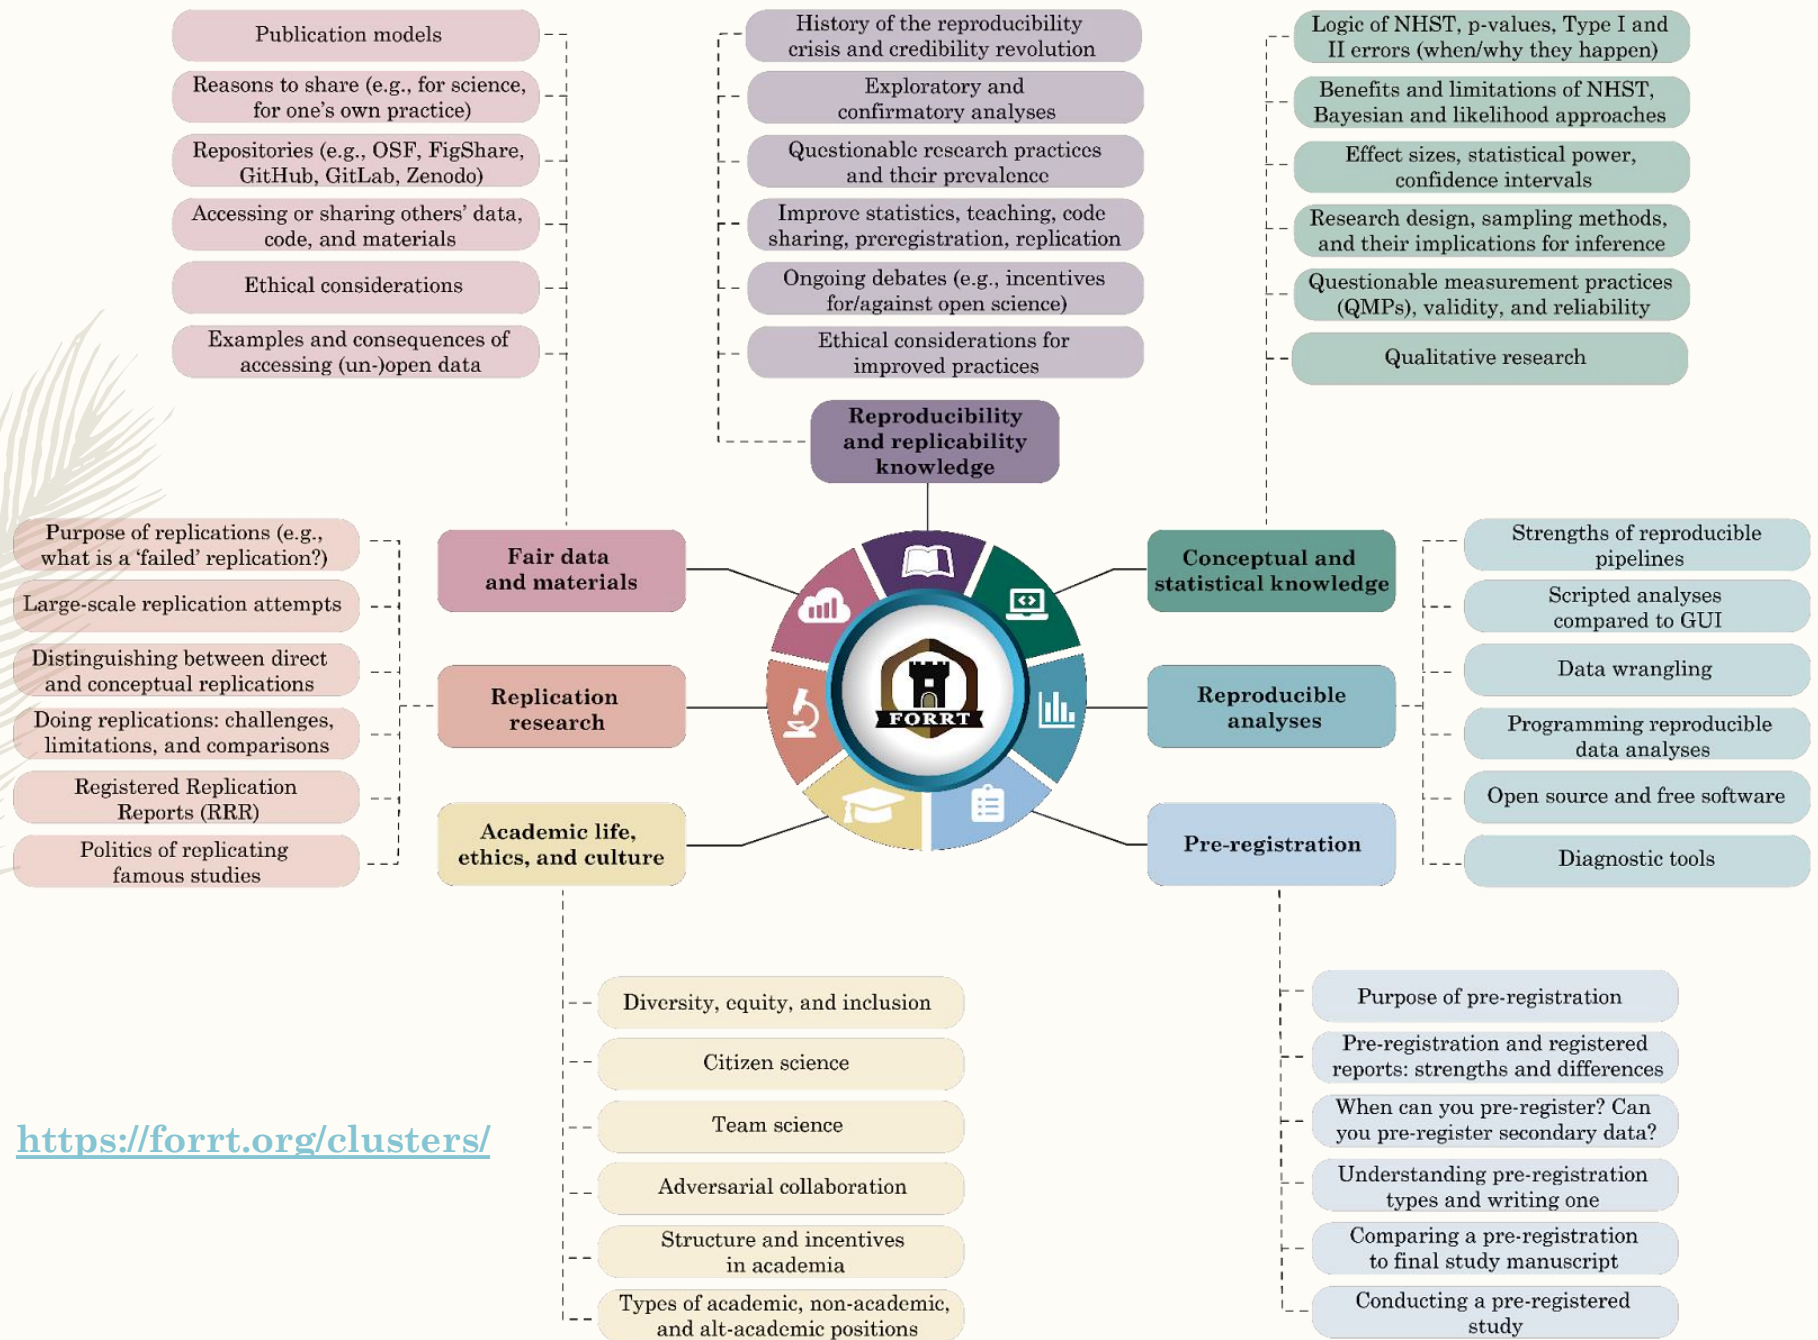 Publication models
Reasons to share (e.g., for science,
for one's own practice)
Repositories (e.g., OSF, FigShare,
GitHub, GitLab, Zenodo)
Accessing or sharing others' data,
code, and materials
Ethical considerations
Examples and consequences of
accessing (un-)open data
History of the reproducibility
crisis and credibility revolution
Exploratory and
confirmatory analyses
Questionable research practices
and their prevalence
Improve statistics, teaching, code
sharing, preregistration, replication
Ongoing debates (e.g., incentives
for/against open science)
Ethical considerations for
improved practices
Reproducibility
and replicability
knowledge
Logic of NHST, p-values, Type I and
II errors (when/why they happen)
Benefits and limitations of NHST,
Bayesian and likelihood approaches
Effect sizes, statistical power,
confidence intervals
Research design, sampling methods,
and their implications for inference
Questionable measurement practices
(QMPs), validity, and reliability
Qualitative research
Purpose of replications (e.g.,
what is a 'failed' replication?)
Large-scale replication attempts
Distinguishing between direct
and conceptual replications
Doing replications: challenges,
limitations, and comparisons
Registered Replication
Reports (RRR)
Politics of replicating
famous studies
Fair data
and materials
Replication
research
Academic life,
ethics, and culture
FORRT
Conceptual and
statistical knowledge
Reproducible
analyses
Pre-registration
Strengths of reproducible
pipelines
Scripted analyses
compared to GUI
Data wrangling
Programming reproducible
data analyses
Open source and free software
Diagnostic tools
https://forrt.org/clusters/
Diversity, equity, and inclusion
Citizen science
Team science
Adversarial collaboration
Structure and incentives
in academia
Types of academic, non-academic,
and alt-academic positions
Purpose of pre-registration
Pre-registration and registered
reports: strengths and differences
When can you pre-register? Can
you pre-register secondary data?
Understanding pre-registration
types and writing one
Comparing a pre-registration
to final study manuscript
Conducting a pre-registered
study